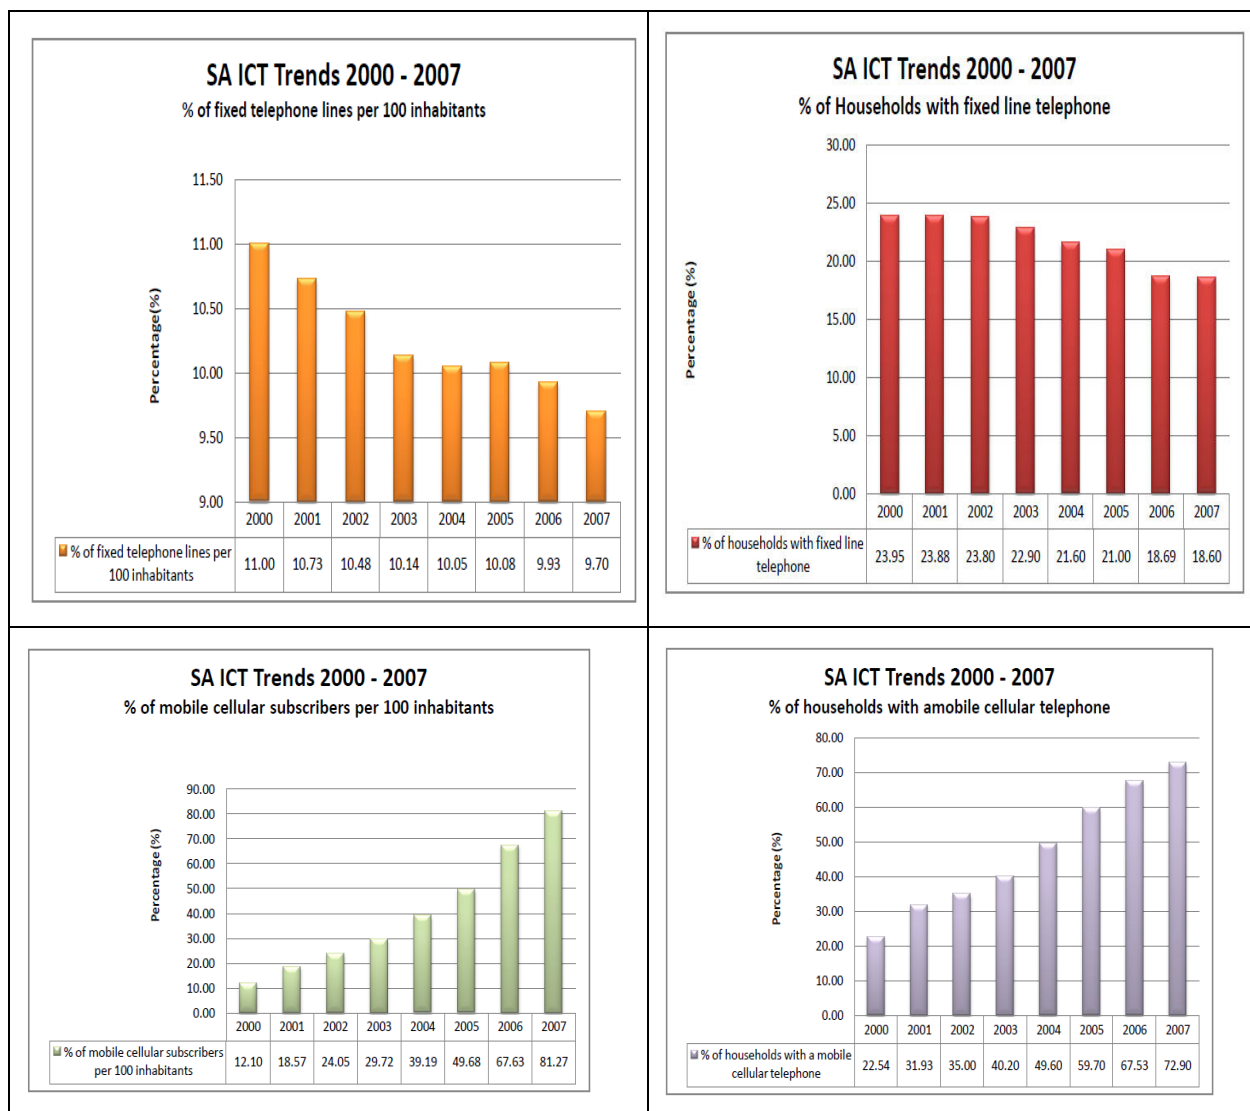 SA ICT Trends 2000 - 2007
% of fixed telephone lines per 100 inhabitants
Percentage(%)
11.50
11.00
10.50
10.00
9.50
9.00
2000 2001 2002 2003 2004 2005 2006 2007
% of fixed telephone lines per
100 inhabitants
11.00 10.73 10.48 10.14 10.05 10.08 9.93 9.70
SA ICT Trends 2000 - 2007
% of Households with fixed line telephone
Percentage (%)
30.00
25.00
20.00
15.00
10.00
5.00
0.00
2000 2001 2002 2003 2004 2005 2006 2007
% of households with fixed line
telephone
23.95 23.88 23.80 22.90 21.60 21.00 18.69 18.60
SA ICT Trends 2000 - 2007
% of mobile cellular subscribers per 100 inhabitants
Percentage (%)
90.00
80.00
70.00
60.00
50.00
40.00
30.00
20.00
10.00
0.00
2000 2001 2002 2003 2004 2005 2006 2007
% of mobile cellular subscribers
per 100 inhabitants
12.10 18.57 24.05 29.72 39.19 49.68 67.63 81.27
SA ICT Trends 2000 - 2007
% of households with amobile cellular telephone
Percentage (%)
80.00
70.00
60.00
50.00
40.00
30.00
20.00
10.00
0.00
2000 2001 2002 2003 2004 2005 2006 2007
% of households with a mobile
cellular telephone
22.54 31.93 35.00 40.20 49.60 59.70 67.53 72.90